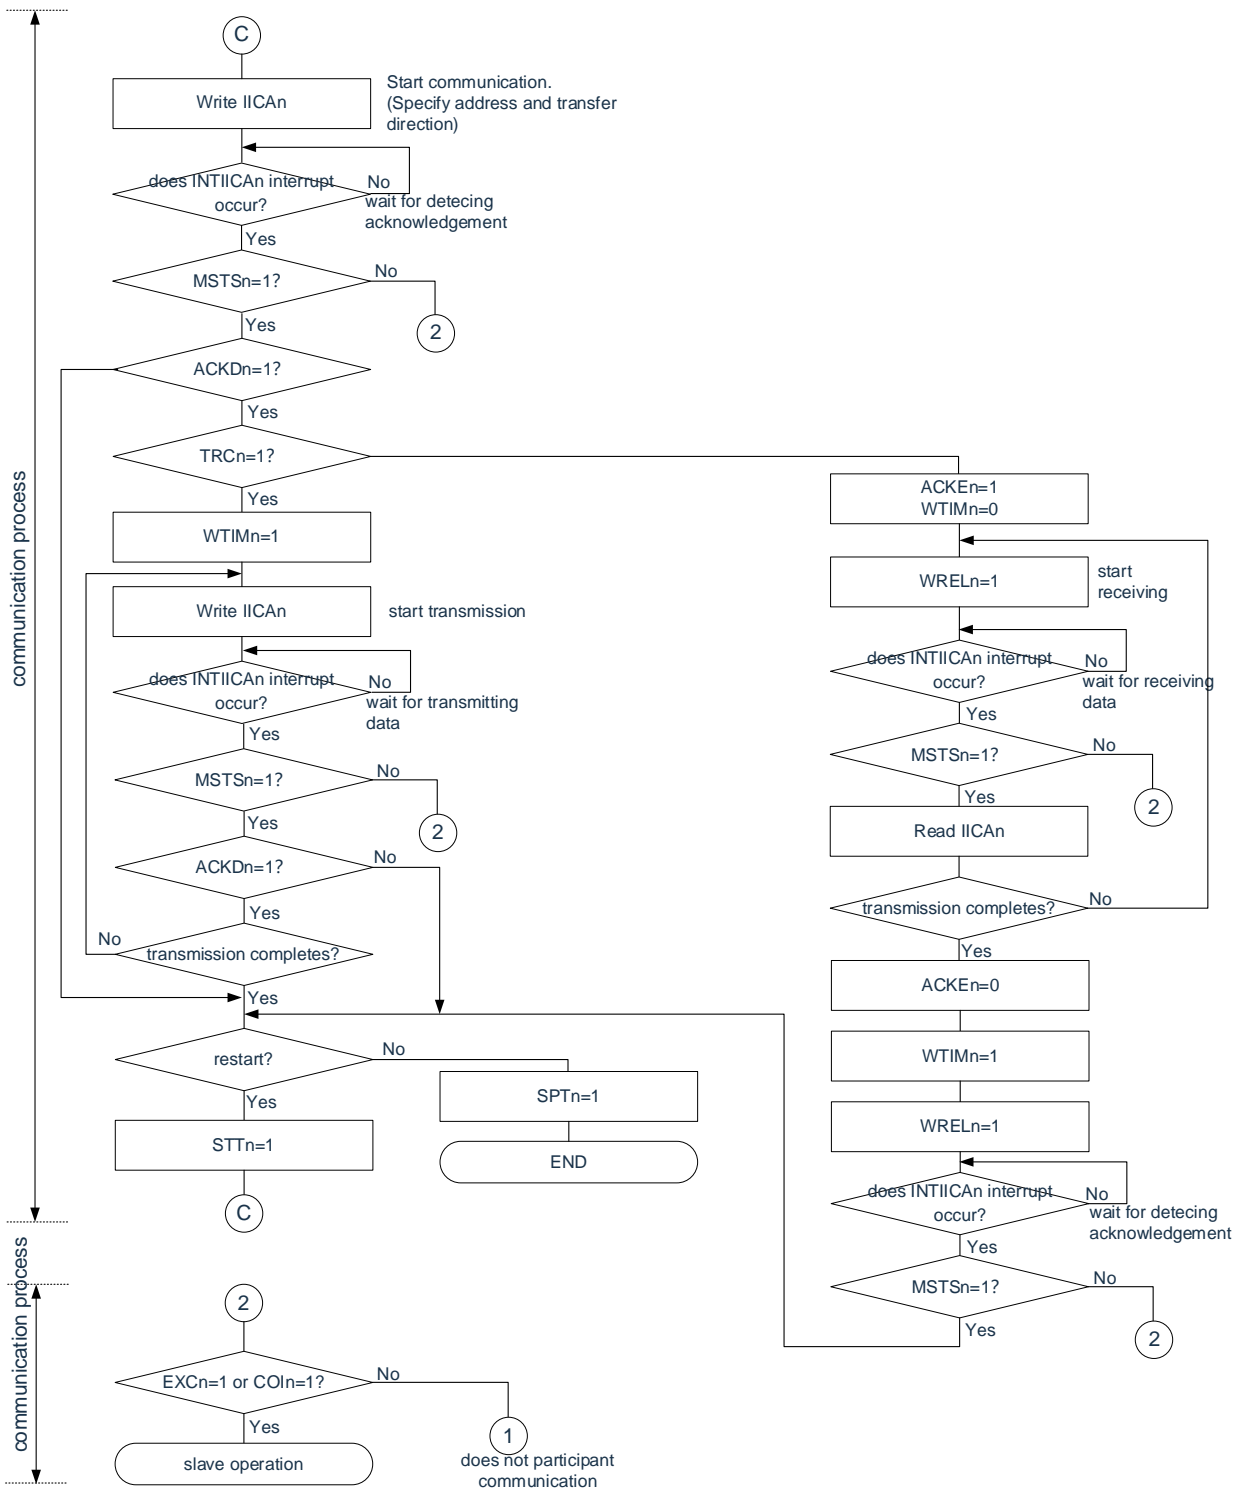 C
Write IICAn
Start communication.
(Specify address and transfer
direction)
does INTIICAn interrupt
occur?
No
wait for detecing
acknowledgement
Yes
MSTSn=1?
No
2
Yes
ACKDn=1?
Yes
TRCn=1?
Yes
WTIMn=1
Write IICAn
start transmission
does INTIICAn interrupt
occur?
No
wait for transmitting
data
Yes
MSTSn=1?
No
2
Yes
ACKDn=1?
No
Yes
transmission completes?
No
Yes
restart?
No
SPTn=1
END
Yes
STTn=1
C
communication process
ACKEn=1
WTIMn=0
WRELn=1
start
receiving
does INTIICAn interrupt
occur?
No
wait for receiving
data
Yes
MSTSn=1?
No
2
Yes
Read IICAn
transmission completes?
No
Yes
ACKEn=0
WTIMn=1
WRELn=1
does INTIICAn interrupt
occur?
No
wait for detecing
acknowledgement
Yes
MSTSn=1?
No
2
Yes
communication process
2
EXCn=1 or COIn=1?
No
1
does not participant
communication
Yes
slave operation